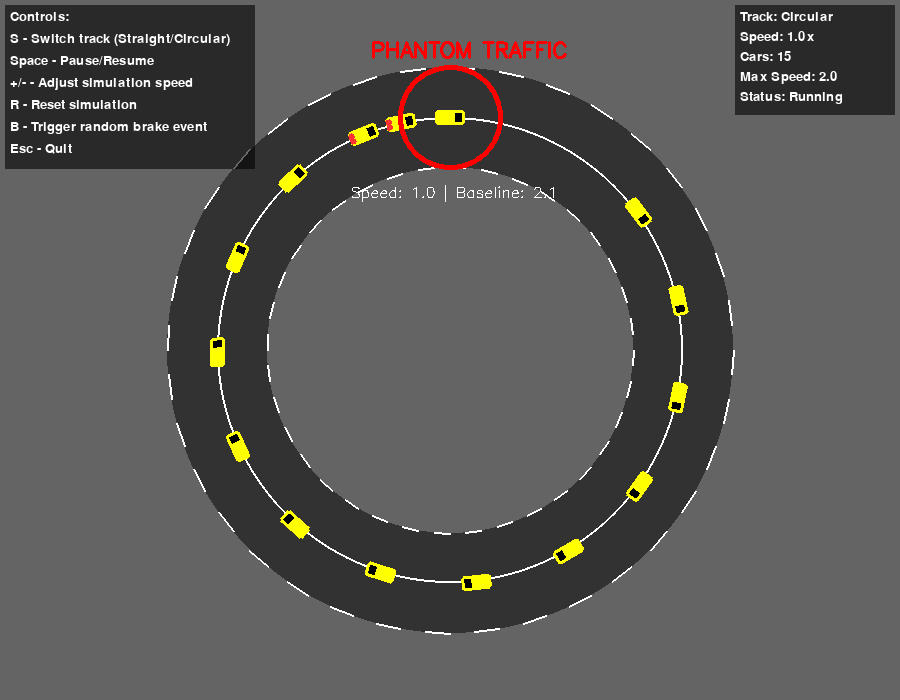 Controls:
S - Switch track (Straight/Circular)
Space - Pause/Resume
+/- - Adjust simulation speed
R - Reset simulation
B - Trigger random brake event
Esc - Quit
PHANTOM TRAFFIC
Speed: 1.0 | Baseline: 2.1
Track: Circular
Speed: 1.0x
Cars: 15
Max Speed: 2.0
Status: Running